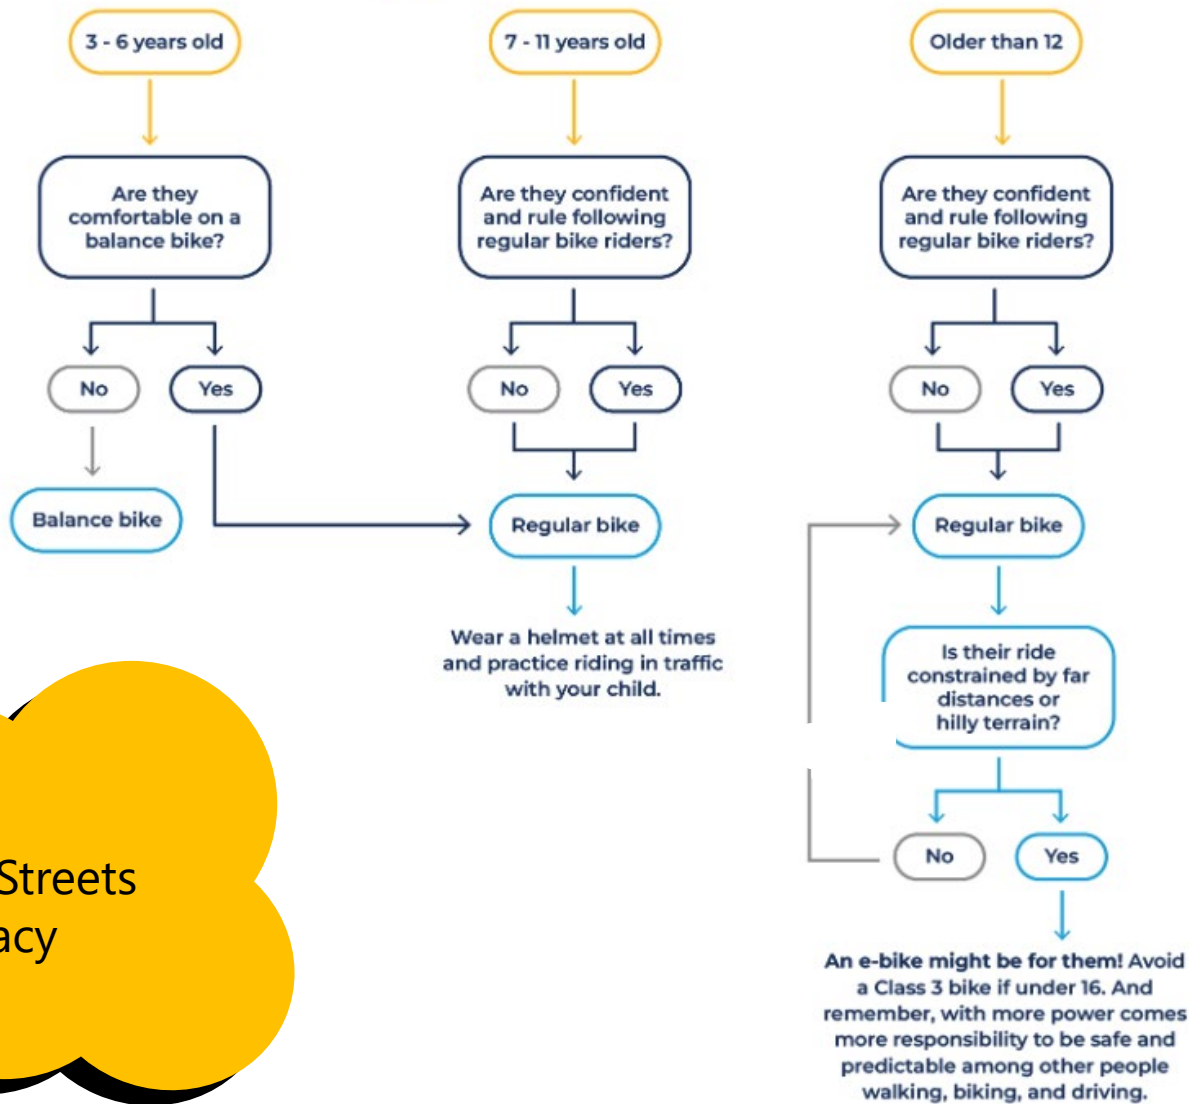 3 - 6 years old
Are they
comfortable on a
balance bike?
No
Yes
Balance bike
7 - 11 years old
Are they confident
and rule following
regular bike riders?
No
Yes
Regular bike
Wear a helmet at all times
and practice riding in traffic
with your child.
Older than 12
Are they confident
and rule following
regular bike riders?
No
Yes
Regular bike
Is their ride
constrained by far
distances or
hilly terrain?
No
Yes
An e-bike might be for them! Avoid
a Class 3 bike if under 16. And
remember, with more power comes
more responsibility to be safe and
predictable among other people
walking, biking, and driving.
Streets
acy